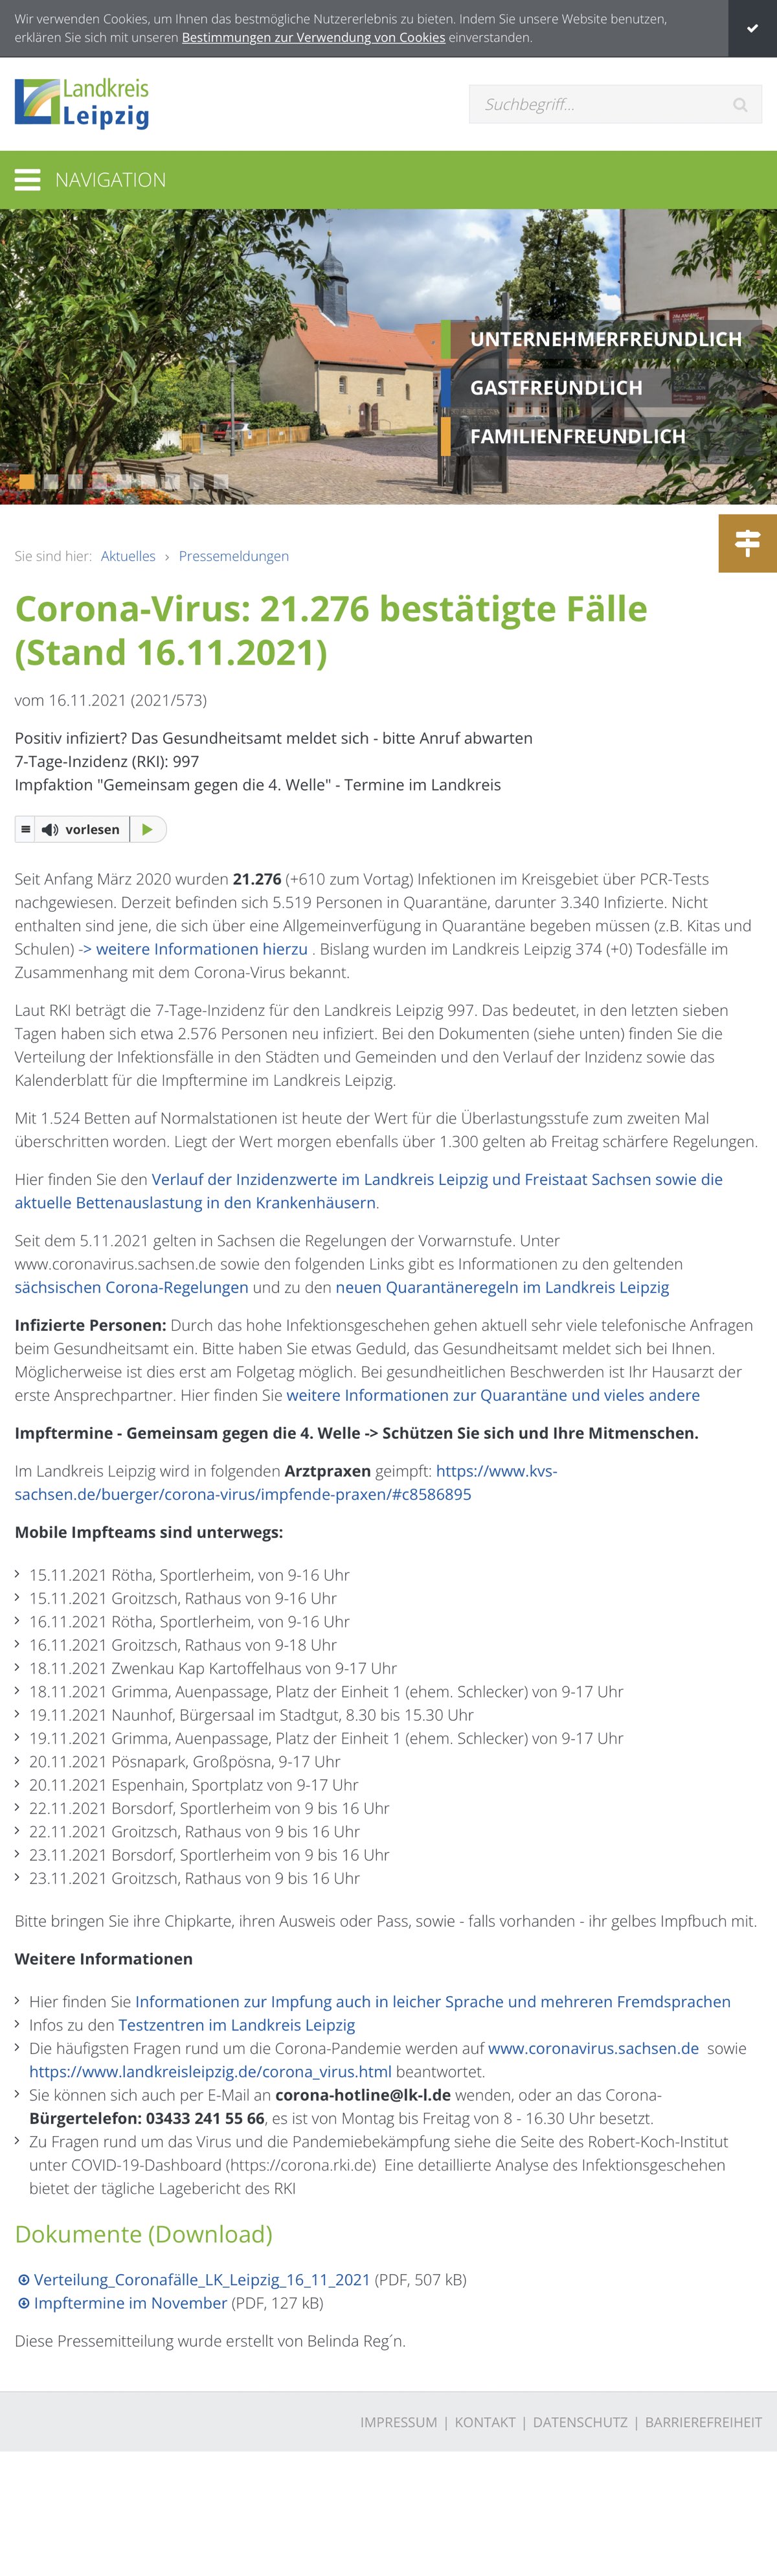 Wir verwenden Cookies, um Ihnen das bestmögliche Nutzererlebnis zu bieten. Indem Sie unsere Website benutzen,
erklären Sie sich mit unseren Bestimmungen zur Verwendung von Cookies einverstanden.
Landkreis
Leipzig
Suchbegriff...
NAVIGATION
UNTERNEHMERFREUNDLICH
GASTFREUNDLICH
FAMILIENFREUNDLICH
Sie sind hier: Aktuelles › Pressemeldungen
Corona-Virus: 21.276 bestätigte Fälle
(Stand 16.11.2021)
vom 16.11.2021 (2021/573)
Positiv infiziert? Das Gesundheitsamt meldet sich - bitte Anruf abwarten
7-Tage-Inzidenz (RKI): 997
Impfaktion "Gemeinsam gegen die 4. Welle" - Termine im Landkreis
vorlesen
Seit Anfang März 2020 wurden 21.276 (+610 zum Vortag) Infektionen im Kreisgebiet über PCR-Tests
nachgewiesen. Derzeit befinden sich 5.519 Personen in Quarantäne, darunter 3.340 Infizierte. Nicht
enthalten sind jene, die sich über eine Allgemeinverfügung in Quarantäne begeben müssen (z.B. Kitas und
Schulen) -> weitere Informationen hierzu . Bislang wurden im Landkreis Leipzig 374 (+0) Todesfälle im
Zusammenhang mit dem Corona-Virus bekannt.
Laut RKI beträgt die 7-Tage-Inzidenz für den Landkreis Leipzig 997. Das bedeutet, in den letzten sieben
Tagen haben sich etwa 2.576 Personen neu infiziert. Bei den Dokumenten (siehe unten) finden Sie die
Verteilung der Infektionsfälle in den Städten und Gemeinden und den Verlauf der Inzidenz sowie das
Kalenderblatt für die Impftermine im Landkreis Leipzig.
Mit 1.524 Betten auf Normalstationen ist heute der Wert für die Überlastungsstufe zum zweiten Mal
überschritten worden. Liegt der Wert morgen ebenfalls über 1.300 gelten ab Freitag schärfere Regelungen.
Hier finden Sie den Verlauf der Inzidenzwerte im Landkreis Leipzig und Freistaat Sachsen sowie die
aktuelle Bettenauslastung in den Krankenhäusern.
Seit dem 5.11.2021 gelten in Sachsen die Regelungen der Vorwarnstufe. Unter
www.coronavirus.sachsen.de sowie den folgenden Links gibt es Informationen zu den geltenden
sächsischen Corona-Regelungen und zu den neuen Quarantäneregeln im Landkreis Leipzig
Infizierte Personen: Durch das hohe Infektionsgeschehen gehen aktuell sehr viele telefonische Anfragen
beim Gesundheitsamt ein. Bitte haben Sie etwas Geduld, das Gesundheitsamt meldet sich bei Ihnen.
Möglicherweise ist dies erst am Folgetag möglich. Bei gesundheitlichen Beschwerden ist Ihr Hausarzt der
erste Ansprechpartner. Hier finden Sie weitere Informationen zur Quarantäne und vieles andere
Impftermine - Gemeinsam gegen die 4. Welle -> Schützen Sie sich und Ihre Mitmenschen.
Im Landkreis Leipzig wird in folgenden Arztpraxen geimpft: https://www.kvs-
sachsen.de/buerger/corona-virus/impfende-praxen/#c8586895
Mobile Impfteams sind unterwegs:
15.11.2021 Rötha, Sportlerheim, von 9-16 Uhr
15.11.2021 Groitzsch, Rathaus von 9-16 Uhr
16.11.2021 Rötha, Sportlerheim, von 9-16 Uhr
16.11.2021 Groitzsch, Rathaus von 9-18 Uhr
18.11.2021 Zwenkau Kap Kartoffelhaus von 9-17 Uhr
18.11.2021 Grimma, Auenpassage, Platz der Einheit 1 (ehem. Schlecker) von 9-17 Uhr
19.11.2021 Naunhof, Bürgersaal im Stadtgut, 8.30 bis 15.30 Uhr
19.11.2021 Grimma, Auenpassage, Platz der Einheit 1 (ehem. Schlecker) von 9-17 Uhr
20.11.2021 Pösnapark, Großpösna, 9-17 Uhr
20.11.2021 Espenhain, Sportplatz von 9-17 Uhr
22.11.2021 Borsdorf, Sportlerheim von 9 bis 16 Uhr
22.11.2021 Groitzsch, Rathaus von 9 bis 16 Uhr
23.11.2021 Borsdorf, Sportlerheim von 9 bis 16 Uhr
23.11.2021 Groitzsch, Rathaus von 9 bis 16 Uhr
Bitte bringen Sie ihre Chipkarte, ihren Ausweis oder Pass, sowie - falls vorhanden - ihr gelbes Impfbuch mit.
Weitere Informationen
Hier finden Sie Informationen zur Impfung auch in leicher Sprache und mehreren Fremdsprachen
Infos zu den Testzentren im Landkreis Leipzig
Die häufigsten Fragen rund um die Corona-Pandemie werden auf www.coronavirus.sachsen.de sowie
https://www.landkreisleipzig.de/corona_virus.html beantwortet.
Sie können sich auch per E-Mail an corona-hotline@lk-l.de wenden, oder an das Corona-
Bürgertelefon: 03433 241 55 66, es ist von Montag bis Freitag von 8 - 16.30 Uhr besetzt.
Zu Fragen rund um das Virus und die Pandemiebekämpfung siehe die Seite des Robert-Koch-Institut
unter COVID-19-Dashboard (https://corona.rki.de) Eine detaillierte Analyse des Infektionsgeschehen
bietet der tägliche Lagebericht des RKI
Dokumente (Download)
Verteilung_Coronafälle_LK_Leipzig_16_11_2021 (PDF, 507 kB)
Impftermine im November (PDF, 127 kB)
Diese Pressemitteilung wurde erstellt von Belinda Reg´n.
IMPRESSUM | KONTAKT | DATENSCHUTZ | BARRIEREFREIHEIT